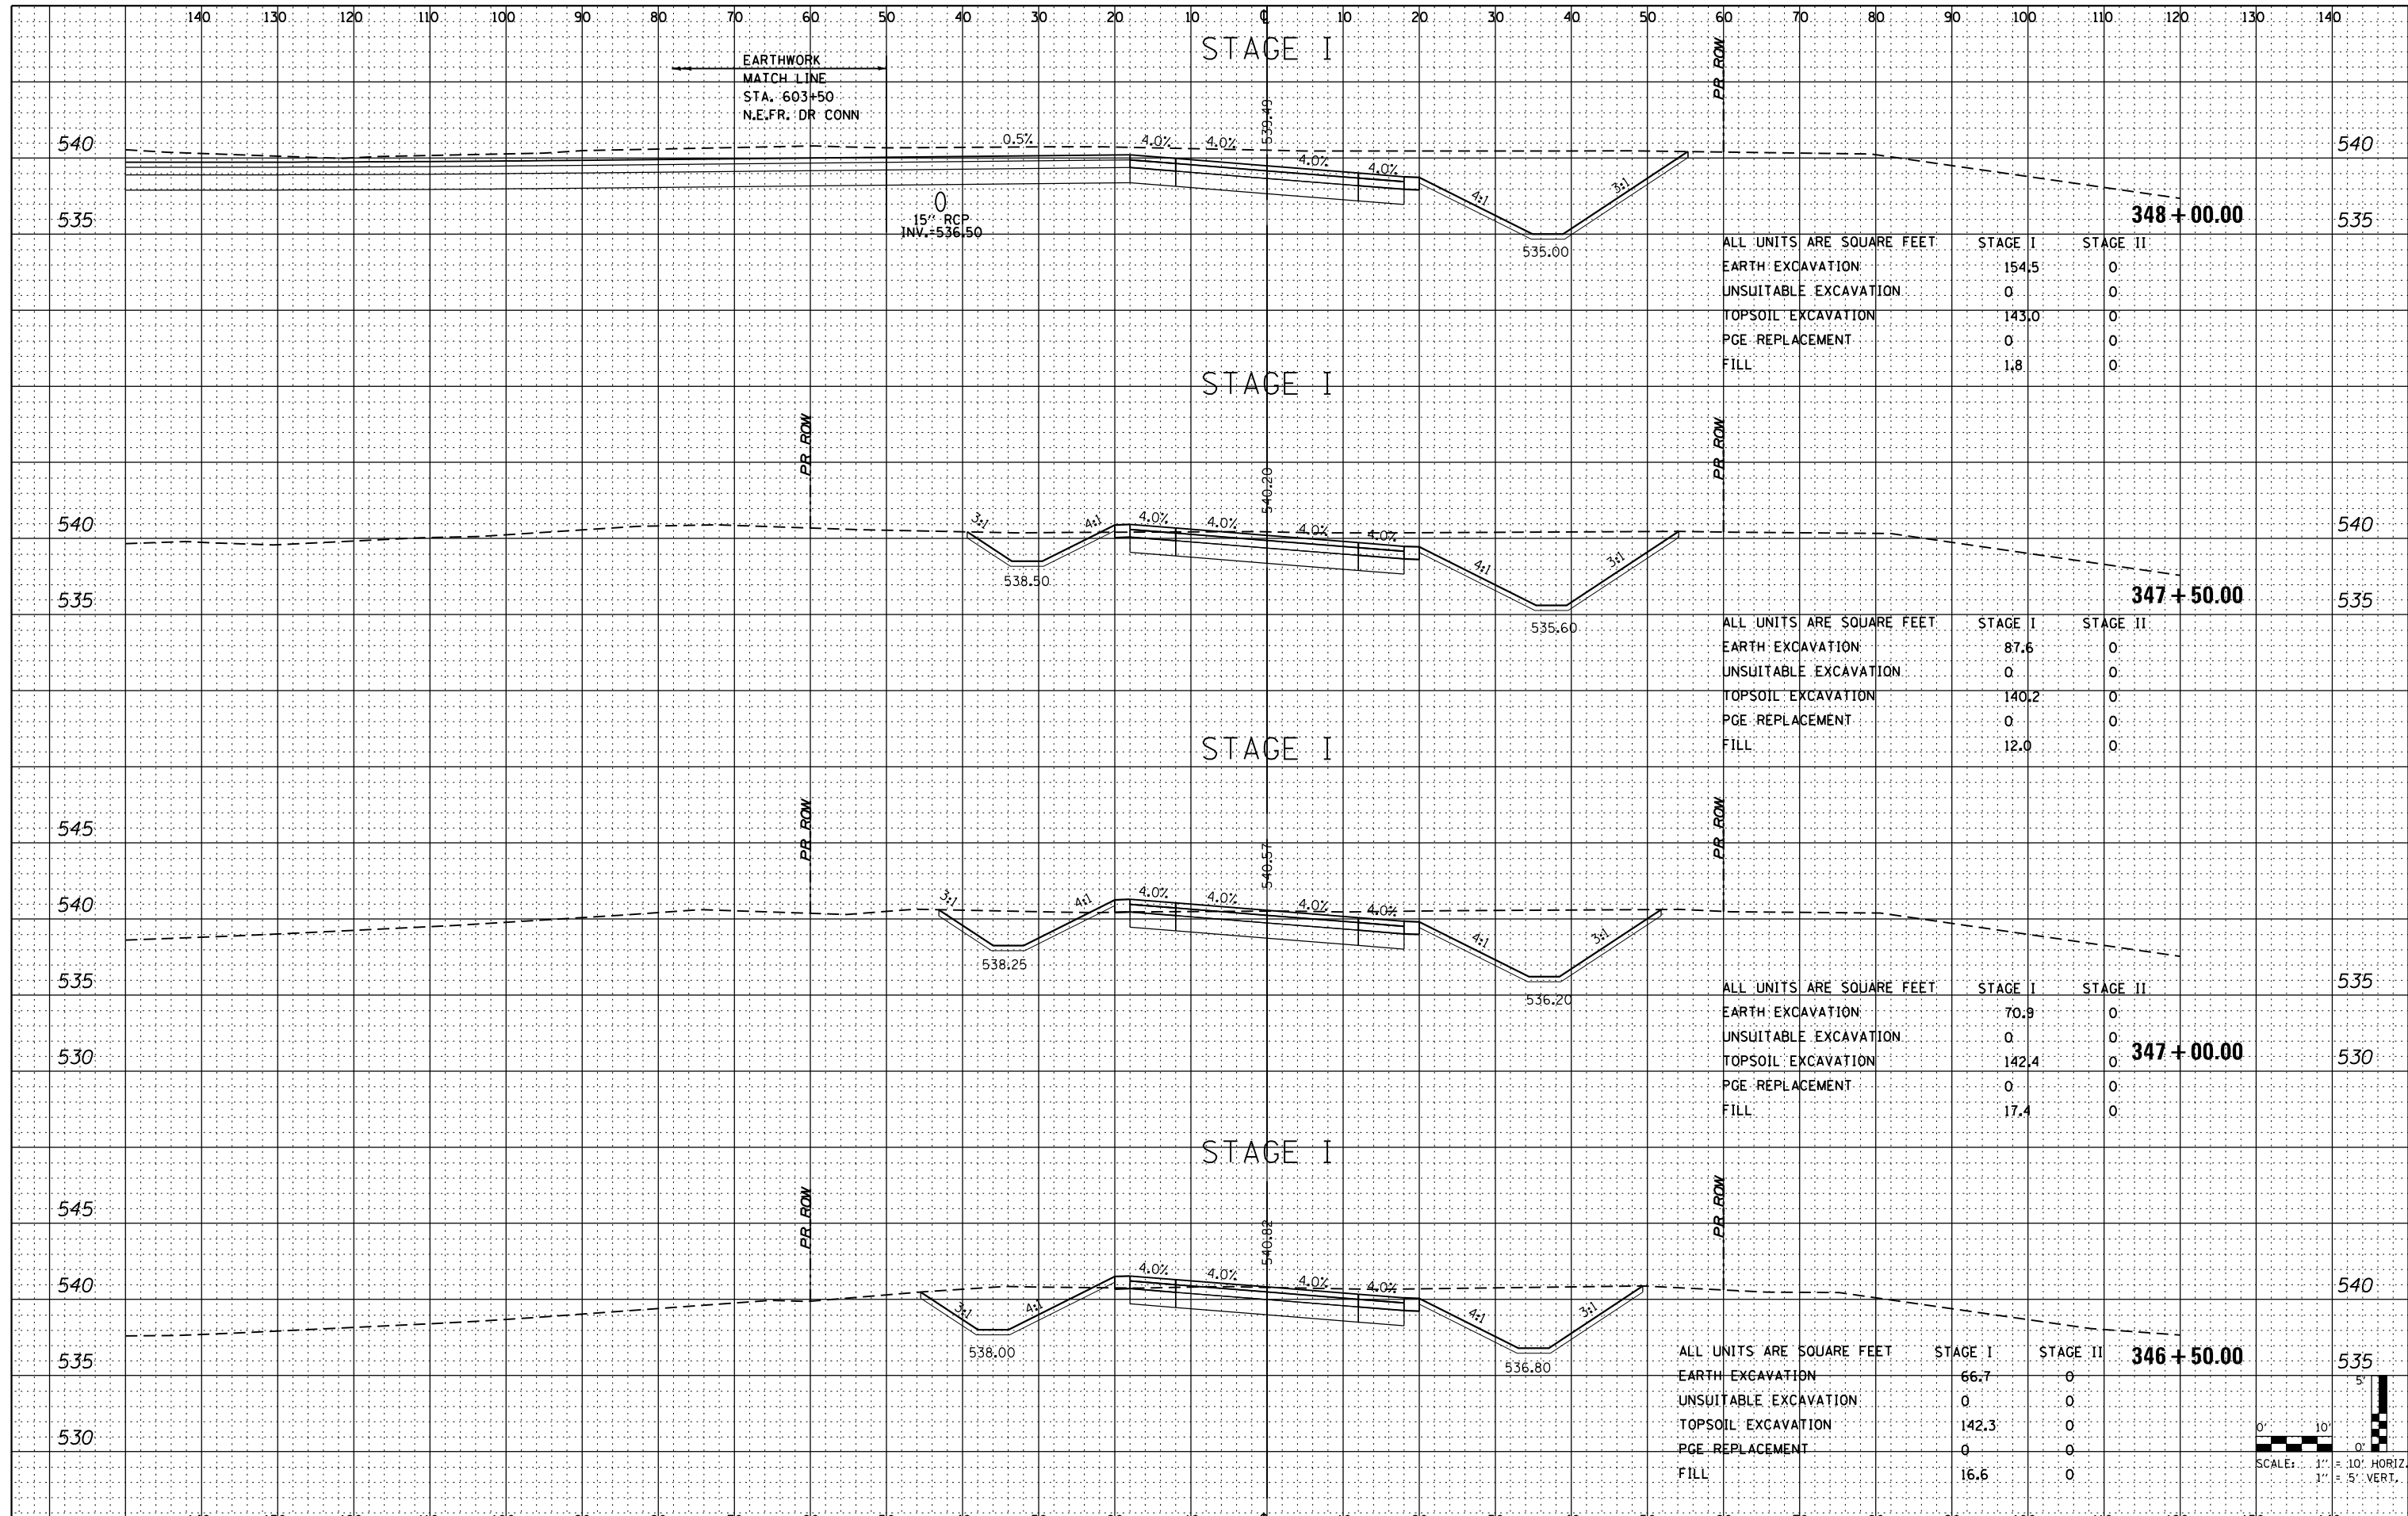 140 130 120 110 100 90 80 70 60 50 40 30 20 10 ℄ 10 20 30 40 50 60 70 80 90 100 110 120 130 140
STAGE I
EARTHWORK
MATCH LINE
STA. 603+50
N.E.FR. DR CONN
PR ROW
539.49
540 0.5% 4.0% 4.0% 4.0% 4.0% 540
4:1 3:1
535 535
15" RCP
INV.=536.50
535.00
348+00.00
ALL UNITS ARE SQUARE FEET STAGE I STAGE II
EARTH EXCAVATION 154.5 0
UNSUITABLE EXCAVATION 0 0
TOPSOIL EXCAVATION 143.0 0
PGE REPLACEMENT 0 0
FILL 1.8 0
STAGE I
PR ROW PR ROW
540.20
540 3:1 4:1 4.0% 4.0% 4.0% 4.0% 540
4:1 3:1
538.50
535 535
535.60
347+50.00
ALL UNITS ARE SQUARE FEET STAGE I STAGE II
EARTH EXCAVATION 87.6 0
UNSUITABLE EXCAVATION 0 0
TOPSOIL EXCAVATION 140.2 0
PGE REPLACEMENT 0 0
FILL 12.0 0
STAGE I
545
PR ROW PR ROW
540.57
540 3:1 4:1 4.0% 4.0% 4.0% 4.0%
4:1 3:1
538.25
535 535
536.20
ALL UNITS ARE SQUARE FEET STAGE I STAGE II
EARTH EXCAVATION 70.9 0
UNSUITABLE EXCAVATION 0 0
530 530
347+00.00
TOPSOIL EXCAVATION 142.4 0
PGE REPLACEMENT 0 0
FILL 17.4 0
STAGE I
545
PR ROW PR ROW
540.82
540 4.0% 4.0% 4.0% 4.0% 540
3:1 4:1 4:1 3:1
538.00
535 535
536.80
346+50.00
ALL UNITS ARE SQUARE FEET STAGE I STAGE II
EARTH EXCAVATION 66.7 0
UNSUITABLE EXCAVATION 0 0
TOPSOIL EXCAVATION 142.3 0
PGE REPLACEMENT 0 0
FILL 16.6 0
530
5'
0' 10'
0'
SCALE: 1" = 10' HORIZ.
1" = 5' VERT.